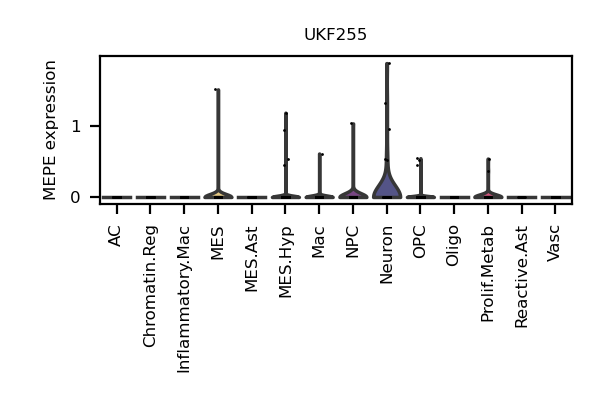 UKF255
MEPE expression
1
0
AC
Chromatin.Reg
Inflammatory.Mac
MES
MES.Ast
MES.Hyp
Mac
NPC
Neuron
OPC
Oligo
Prolif.Metab
Reactive.Ast
Vasc